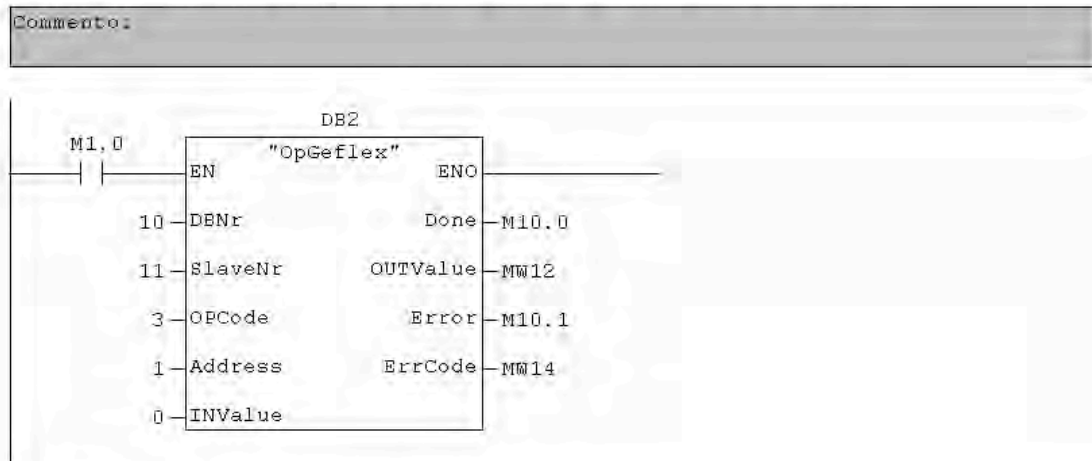 Commento:
DB2
M1.0
"OpGeflex"
EN ENO
10 DBNr Done M10.0
11 SlaveNr OUTValue MW12
3 OPCode Error M10.1
1 Address ErrCode MW14
0 INValue